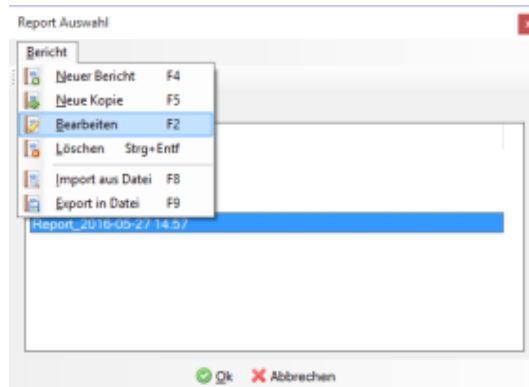 Report Auswahl
Bericht
Neuer Bericht F4
Neue Kopie F5
Bearbeiten F2
Löschen Strg+Entf
Import aus Datei F8
Export in Datei F9
Report_2016-05-27 14.57
Ok Abbrechen